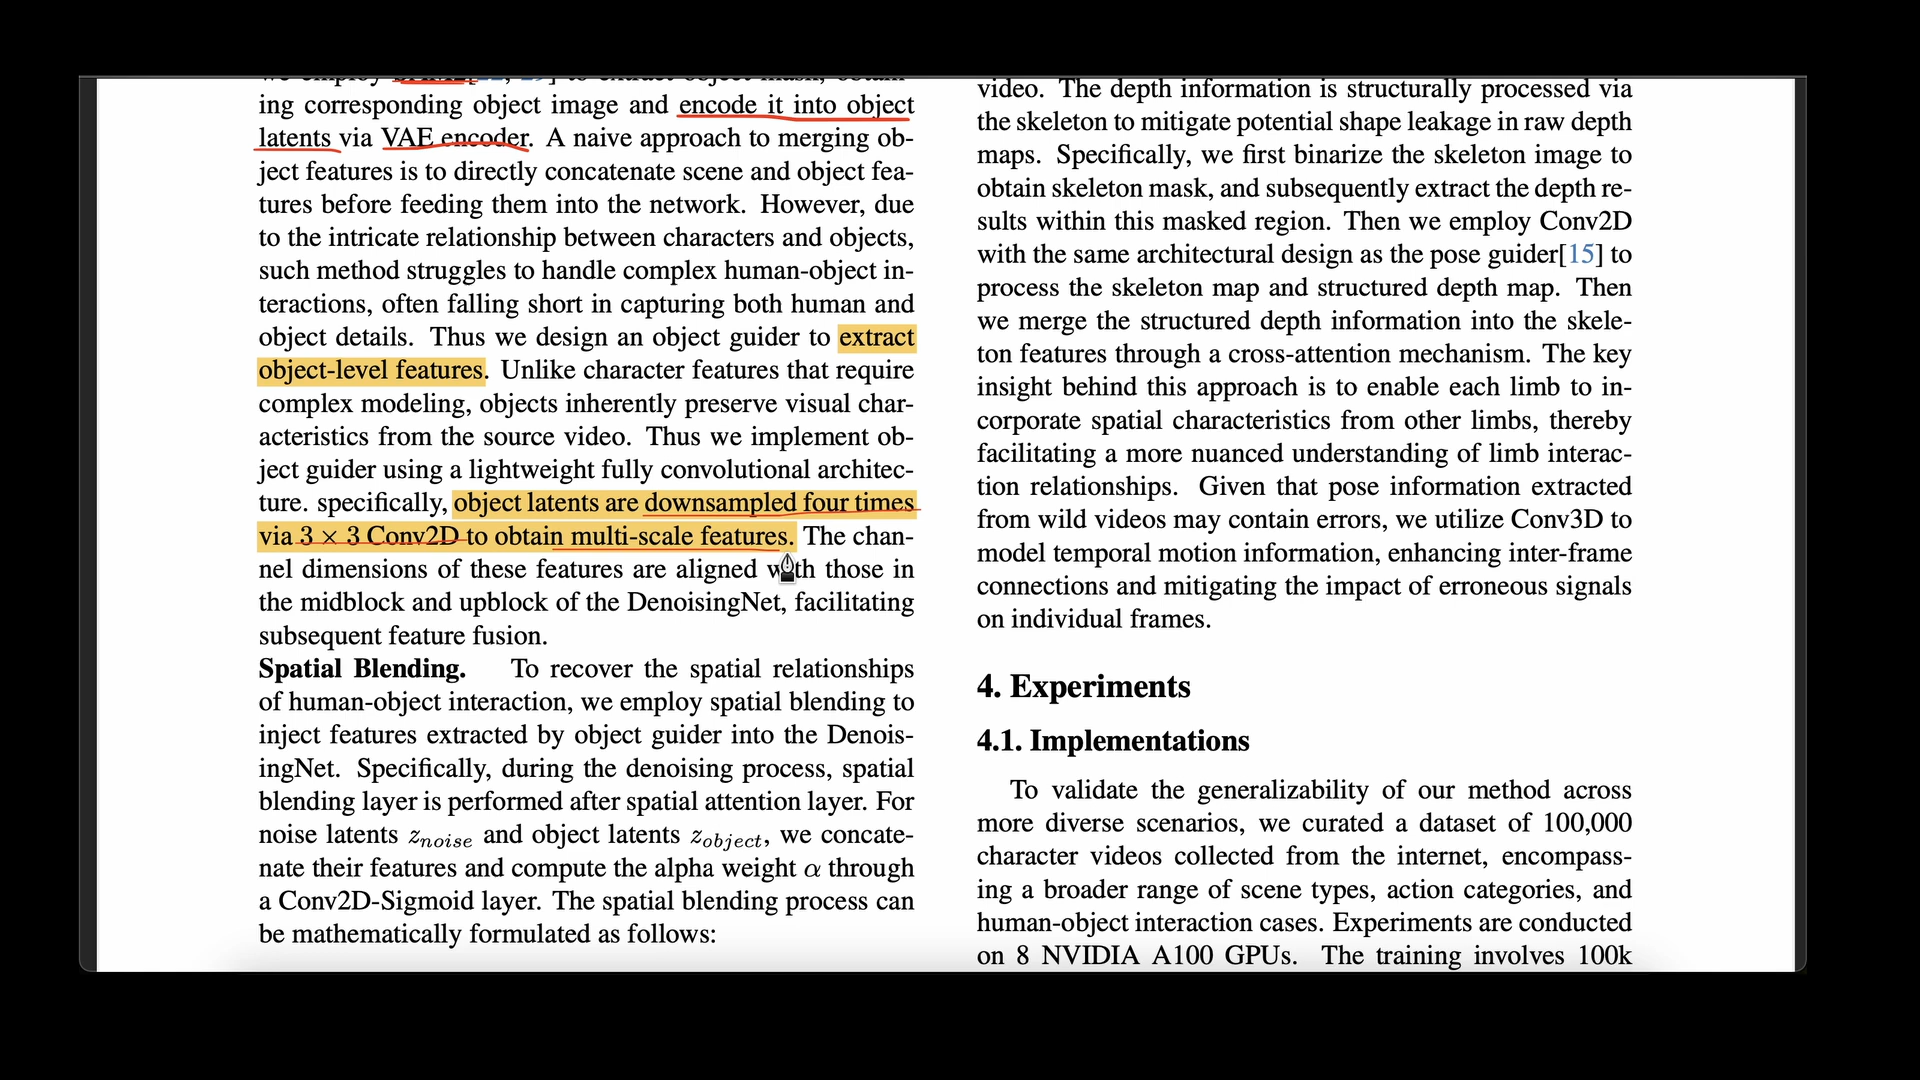 ing corresponding object image and encode it into object
latents via VAE encoder. A naive approach to merging ob-
ject features is to directly concatenate scene and object fea-
tures before feeding them into the network. However, due
to the intricate relationship between characters and objects,
such method struggles to handle complex human-object in-
teractions, often falling short in capturing both human and
object details. Thus we design an object guider to extract
object-level features. Unlike character features that require
complex modeling, objects inherently preserve visual char-
acteristics from the source video. Thus we implement ob-
ject guider using a lightweight fully convolutional architec-
ture. specifically, object latents are downsampled four times
via 3 × 3 Conv2D to obtain multi-scale features. The chan-
nel dimensions of these features are aligned with those in
the midblock and upblock of the DenoisingNet, facilitating
subsequent feature fusion.
Spatial Blending. To recover the spatial relationships
of human-object interaction, we employ spatial blending to
inject features extracted by object guider into the Denois-
ingNet. Specifically, during the denoising process, spatial
blending layer is performed after spatial attention layer. For
noise latents z_noise and object latents z_object, we concate-
nate their features and compute the alpha weight α through
a Conv2D-Sigmoid layer. The spatial blending process can
be mathematically formulated as follows:
video. The depth information is structurally processed via
the skeleton to mitigate potential shape leakage in raw depth
maps. Specifically, we first binarize the skeleton image to
obtain skeleton mask, and subsequently extract the depth re-
sults within this masked region. Then we employ Conv2D
with the same architectural design as the pose guider[15] to
process the skeleton map and structured depth map. Then
we merge the structured depth information into the skele-
ton features through a cross-attention mechanism. The key
insight behind this approach is to enable each limb to in-
corporate spatial characteristics from other limbs, thereby
facilitating a more nuanced understanding of limb interac-
tion relationships. Given that pose information extracted
from wild videos may contain errors, we utilize Conv3D to
model temporal motion information, enhancing inter-frame
connections and mitigating the impact of erroneous signals
on individual frames.
4. Experiments
4.1. Implementations
To validate the generalizability of our method across
more diverse scenarios, we curated a dataset of 100,000
character videos collected from the internet, encompass-
ing a broader range of scene types, action categories, and
human-object interaction cases. Experiments are conducted
on 8 NVIDIA A100 GPUs. The training involves 100k